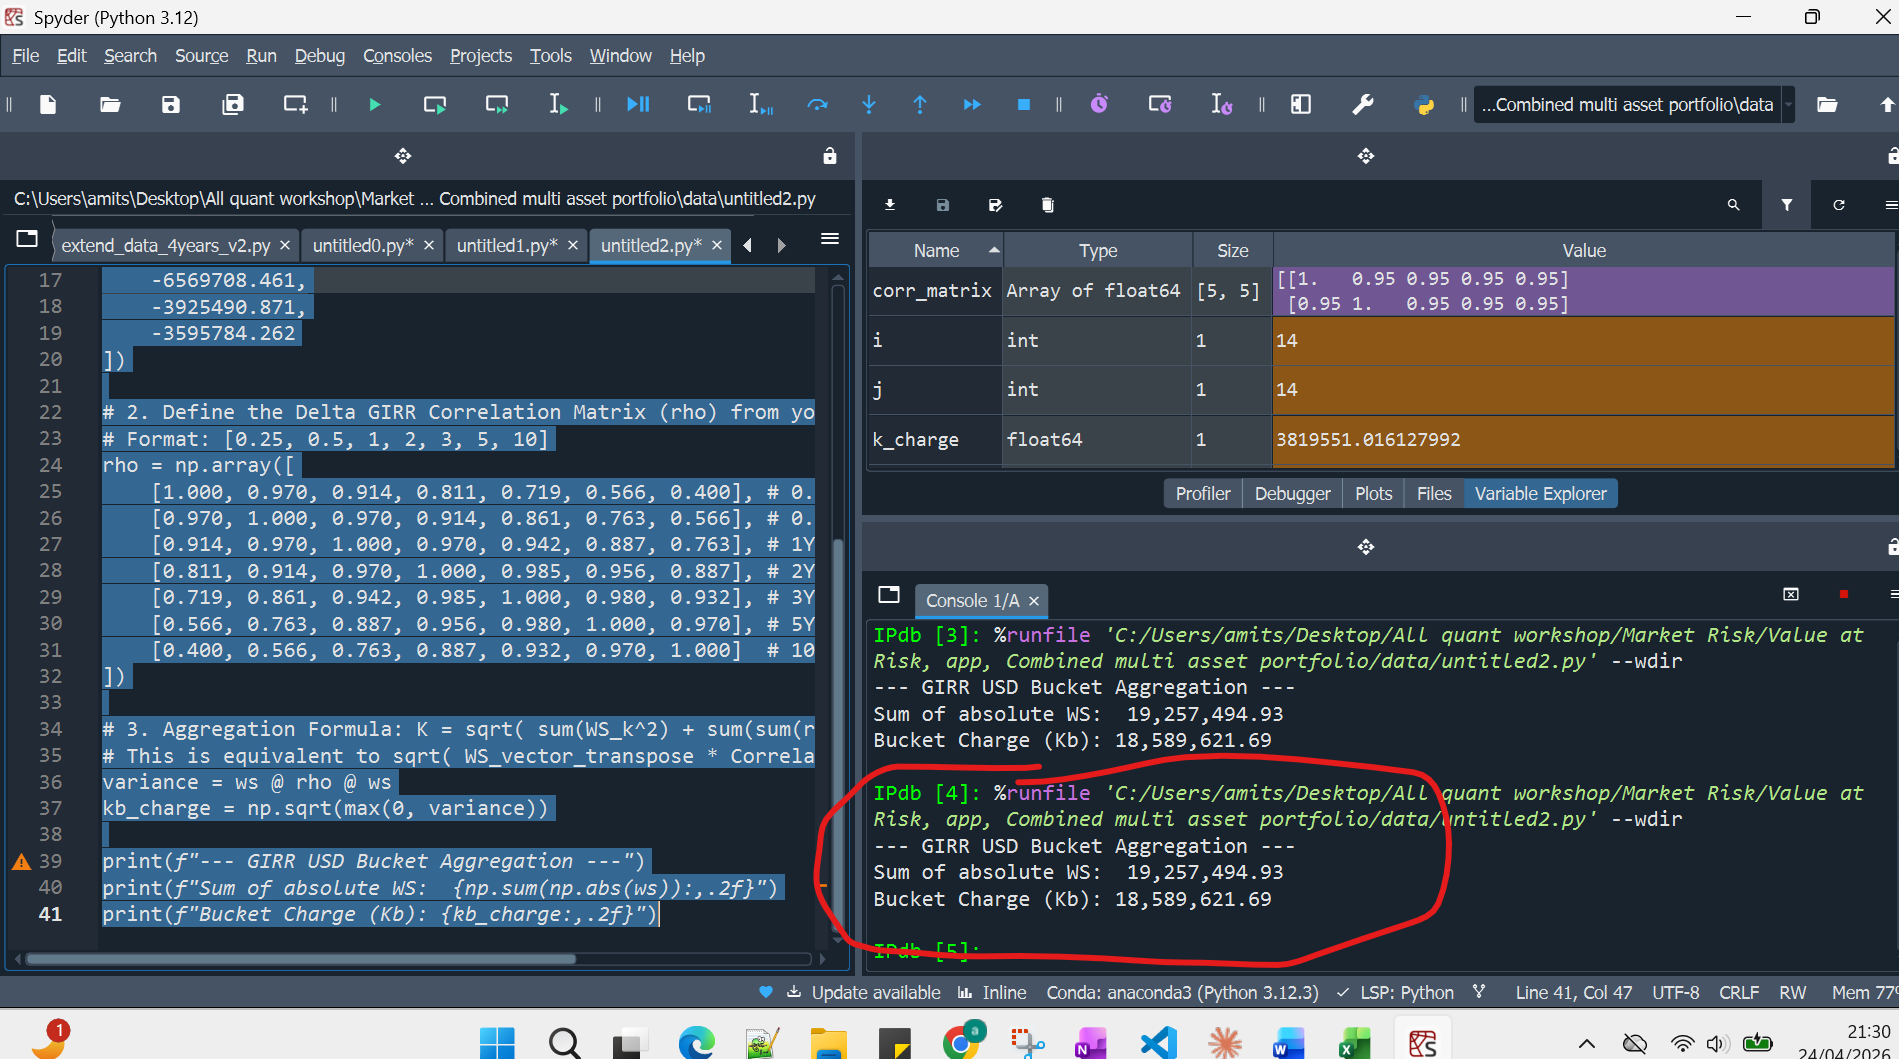 Spyder (Python 3.12)
File Edit Search Source Run Debug Consoles Projects Tools Window Help
...Combined multi asset portfolio\data
C:\Users\amits\Desktop\All quant workshop\Market ... Combined multi asset portfolio\data\untitled2.py
extend_data_4years_v2.py untitled0.py* untitled1.py* untitled2.py*
17 -6569708.461,
18 -3925490.871,
19 -3595784.262
20 ])
21
22 # 2. Define the Delta GIRR Correlation Matrix (rho) from yo
23 # Format: [0.25, 0.5, 1, 2, 3, 5, 10]
24 rho = np.array([
25 [1.000, 0.970, 0.914, 0.811, 0.719, 0.566, 0.400], # 0.
26 [0.970, 1.000, 0.970, 0.914, 0.861, 0.763, 0.566], # 0.
27 [0.914, 0.970, 1.000, 0.970, 0.942, 0.887, 0.763], # 1Y
28 [0.811, 0.914, 0.970, 1.000, 0.985, 0.956, 0.887], # 2Y
29 [0.719, 0.861, 0.942, 0.985, 1.000, 0.980, 0.932], # 3Y
30 [0.566, 0.763, 0.887, 0.956, 0.980, 1.000, 0.970], # 5Y
31 [0.400, 0.566, 0.763, 0.887, 0.932, 0.970, 1.000] # 10
32 ])
33
34 # 3. Aggregation Formula: K = sqrt( sum(WS_k^2) + sum(sum(r
35 # This is equivalent to sqrt( WS_vector_transpose * Correla
36 variance = ws @ rho @ ws
37 kb_charge = np.sqrt(max(0, variance))
38
39 print(f"--- GIRR USD Bucket Aggregation ---")
40 print(f"Sum of absolute WS:  {np.sum(np.abs(ws)):,.2f}")
41 print(f"Bucket Charge (Kb): {kb_charge:,.2f}")
Name Type Size Value
corr_matrix Array of float64 [5, 5] [[1.   0.95 0.95 0.95 0.95]
[0.95 1.   0.95 0.95 0.95]
i int 1 14
j int 1 14
k_charge float64 1 3819551.016127992
Profiler Debugger Plots Files Variable Explorer
Console 1/A
IPdb [3]: %runfile 'C:/Users/amits/Desktop/All quant workshop/Market Risk/Value at
Risk, app, Combined multi asset portfolio/data/untitled2.py' --wdir
--- GIRR USD Bucket Aggregation ---
Sum of absolute WS:  19,257,494.93
Bucket Charge (Kb): 18,589,621.69
IPdb [4]: %runfile 'C:/Users/amits/Desktop/All quant workshop/Market Risk/Value at
Risk, app, Combined multi asset portfolio/data/untitled2.py' --wdir
--- GIRR USD Bucket Aggregation ---
Sum of absolute WS:  19,257,494.93
Bucket Charge (Kb): 18,589,621.69
IPdb [5]:
Update available Inline Conda: anaconda3 (Python 3.12.3) LSP: Python Line 41, Col 47 UTF-8 CRLF RW Mem 77%
1
a
21:30
24/04/2026